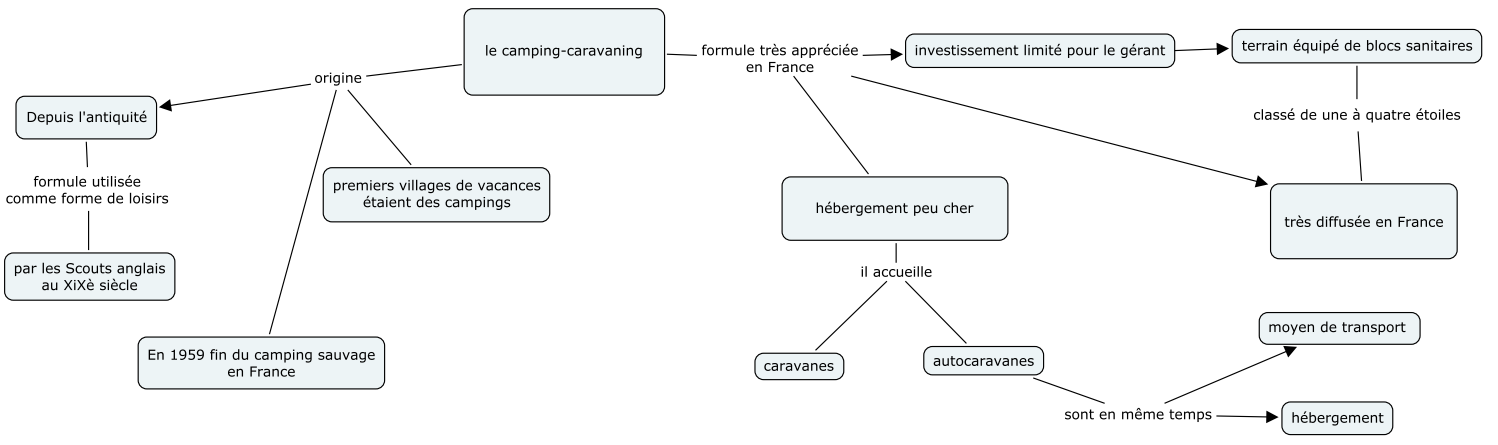 le camping-caravaning
formule très appréciée
en France
investissement limité pour le gérant
terrain équipé de blocs sanitaires
origine
Depuis l'antiquité
classé de une à quatre étoiles
formule utilisée
comme forme de loisirs
premiers villages de vacances
étaient des campings
hébergement peu cher
très diffusée en France
par les Scouts anglais
au XiXè siècle
il accueille
En 1959 fin du camping sauvage
en France
caravanes
autocaravanes
moyen de transport
sont en même temps
hébergement